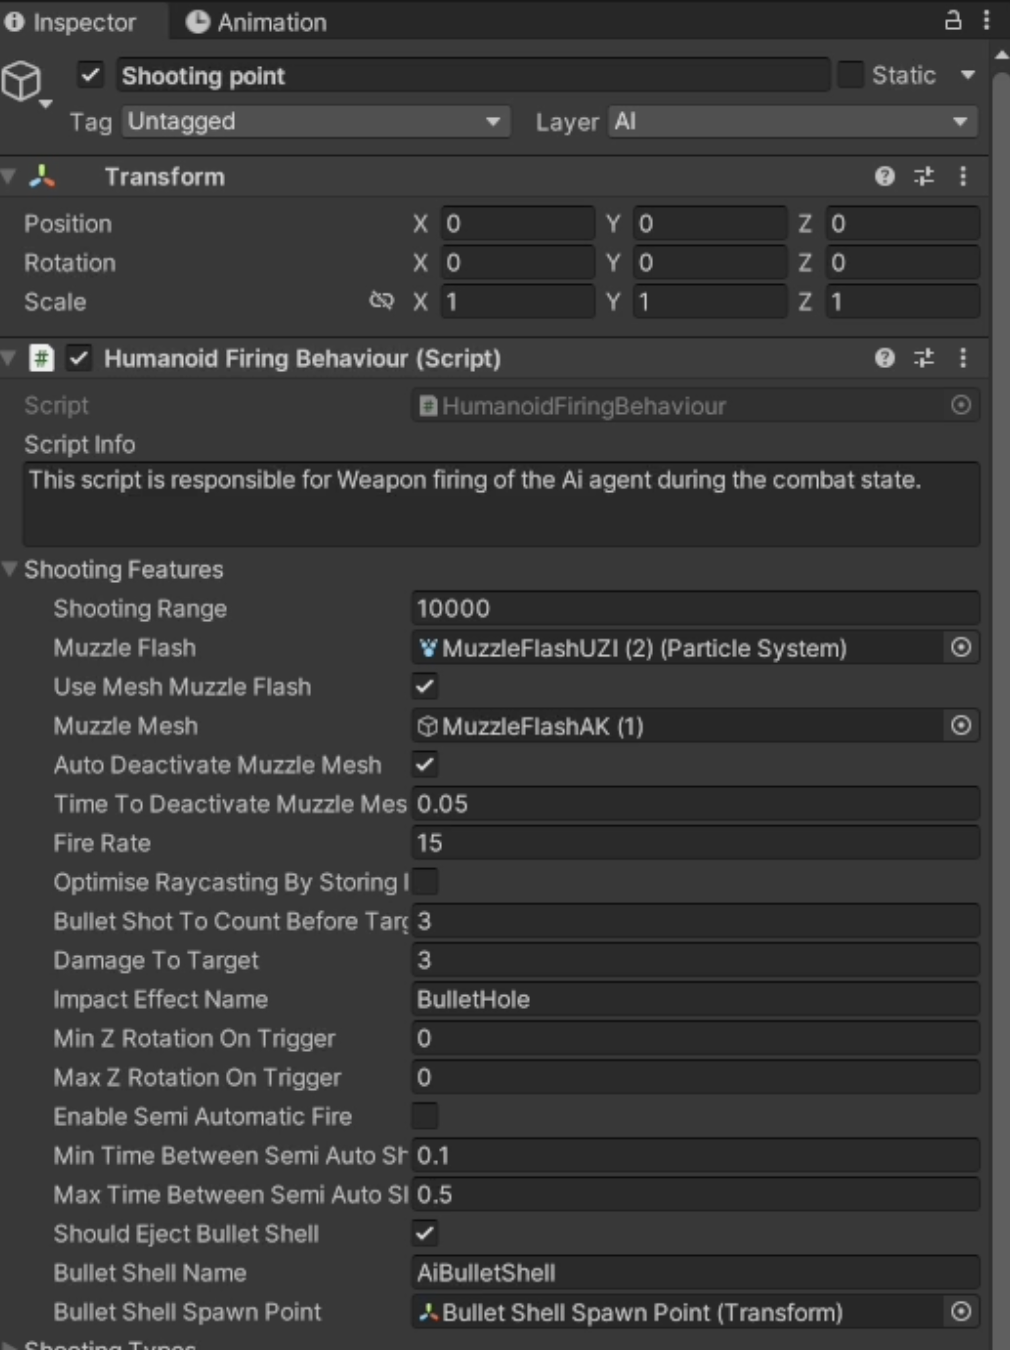 Inspector Animation
Shooting point Static
Tag Untagged Layer AI
Transform
Position X 0 Y 0 Z 0
Rotation X 0 Y 0 Z 0
Scale X 1 Y 1 Z 1
# Humanoid Firing Behaviour (Script)
Script # HumanoidFiringBehaviour
Script Info
This script is responsible for Weapon firing of the Ai agent during the combat state.
Shooting Features
Shooting Range 10000
Muzzle Flash MuzzleFlashUZI (2) (Particle System)
Use Mesh Muzzle Flash
Muzzle Mesh MuzzleFlashAK (1)
Auto Deactivate Muzzle Mesh
Time To Deactivate Muzzle Mes 0.05
Fire Rate 15
Optimise Raycasting By Storing
Bullet Shot To Count Before Targ 3
Damage To Target 3
Impact Effect Name BulletHole
Min Z Rotation On Trigger 0
Max Z Rotation On Trigger 0
Enable Semi Automatic Fire
Min Time Between Semi Auto Sh 0.1
Max Time Between Semi Auto Sh 0.5
Should Eject Bullet Shell
Bullet Shell Name AiBulletShell
Bullet Shell Spawn Point Bullet Shell Spawn Point (Transform)
Shooting Types